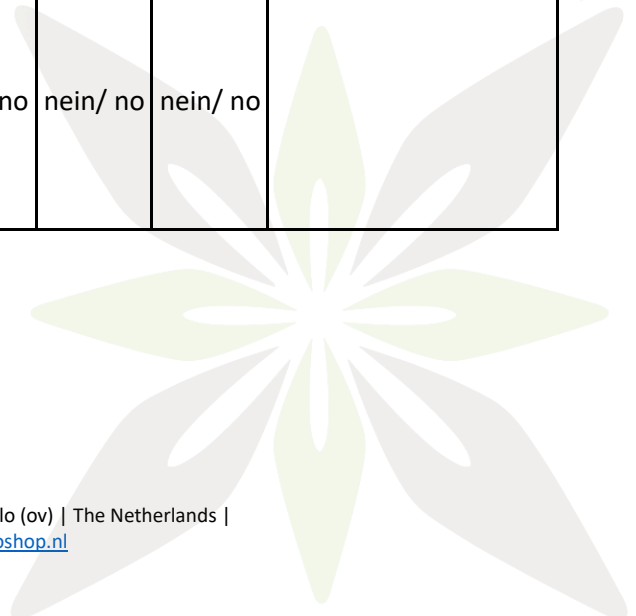 no nein/ no nein/ no
lo (ov) | The Netherlands |
oshop.nl